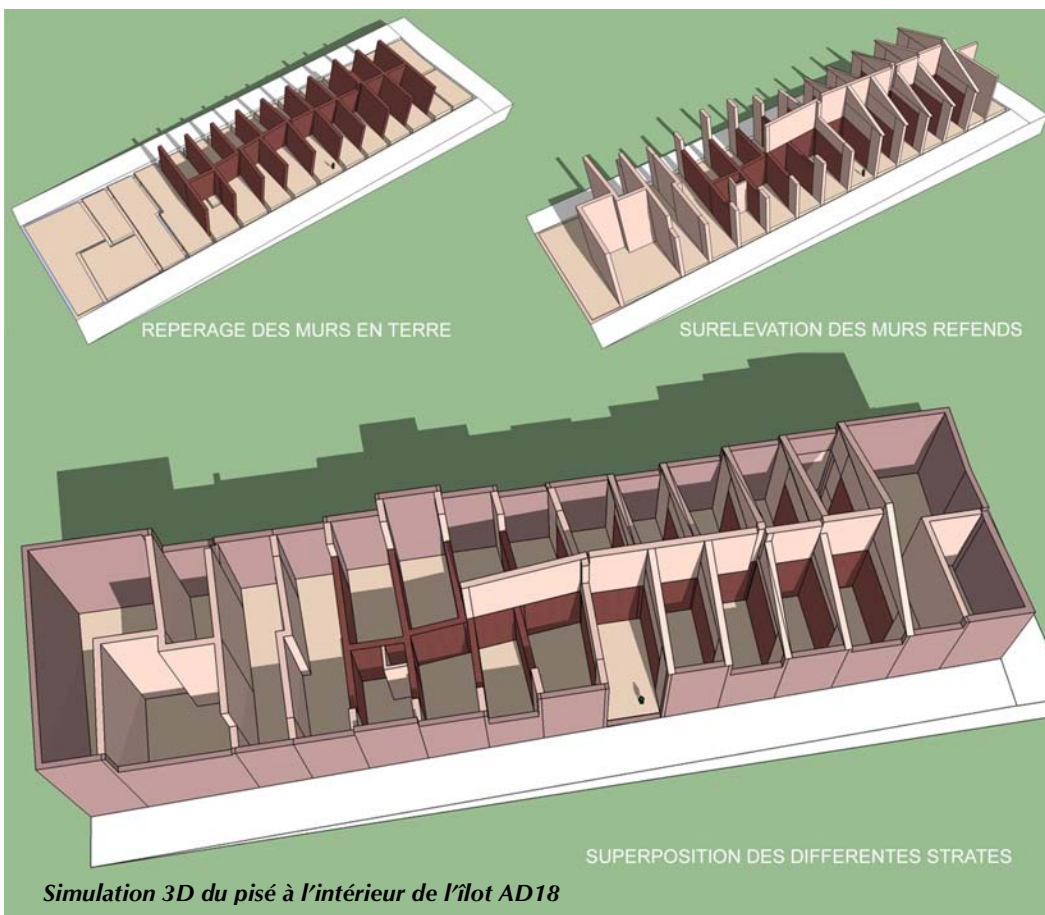 REPERAGE DES MURS EN TERRE
SURELEVATION DES MURS REFENDS
SUPERPOSITION DES DIFFERENTES STRATES
Simulation 3D du pisé à l'intérieur de l'îlot AD18